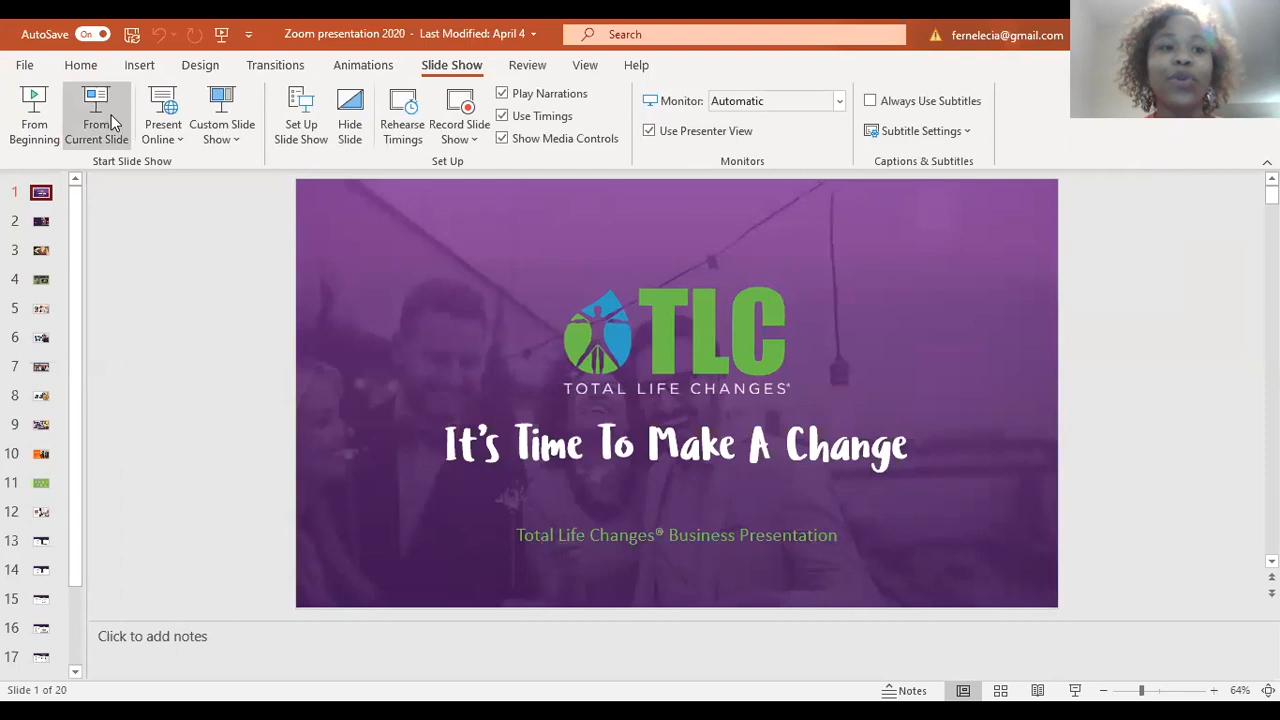 AutoSave On Zoom presentation 2020 - Last Modified: April 4 Search fernelecia@gmail.com
File Home Insert Design Transitions Animations Slide Show Review View Help
From Beginning
From Current Slide
Present Online
Custom Slide Show
Start Slide Show
Set Up Slide Show
Hide Slide
Rehearse Timings
Record Slide Show
Play Narrations
Use Timings
Show Media Controls
Set Up
Monitor: Automatic
Use Presenter View
Monitors
Always Use Subtitles
Subtitle Settings
Captions & Subtitles
1
2
3
4
5
6
7
8
9
10
11
12
13
14
15
16
17
TLC
TOTAL LIFE CHANGES®
It's Time To Make A Change
Total Life Changes® Business Presentation
Click to add notes
Slide 1 of 20 Notes 64%